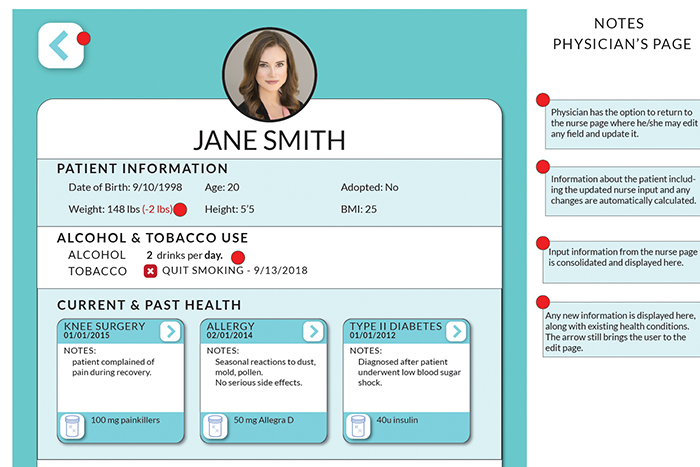 NOTES
PHYSICIAN'S PAGE
JANE SMITH
PATIENT INFORMATION
Date of Birth: 9/10/1998 Age: 20 Adopted: No
Weight: 148 lbs (-2 lbs) Height: 5'5 BMI: 25
ALCOHOL & TOBACCO USE
ALCOHOL 2 drinks per day.
TOBACCO QUIT SMOKING - 9/13/2018
CURRENT & PAST HEALTH
KNEE SURGERY
01/01/2015
NOTES:
patient complained of
pain during recovery.
100 mg painkillers
ALLERGY
02/01/2014
NOTES:
Seasonal reactions to dust,
mold, pollen.
No serious side effects.
50 mg Allegra D
TYPE II DIABETES
01/01/2012
NOTES:
Diagnosed after patient
underwent low blood sugar
shock.
40u insulin
Physician has the option to return to
the nurse page where he/she may edit
any field and update it.
Information about the patient includ-
ing the updated nurse input and any
changes are automatically calculated.
Input information from the nurse page
is consolidated and displayed here.
Any new information is displayed here,
along with existing health conditions.
The arrow still brings the user to the
edit page.